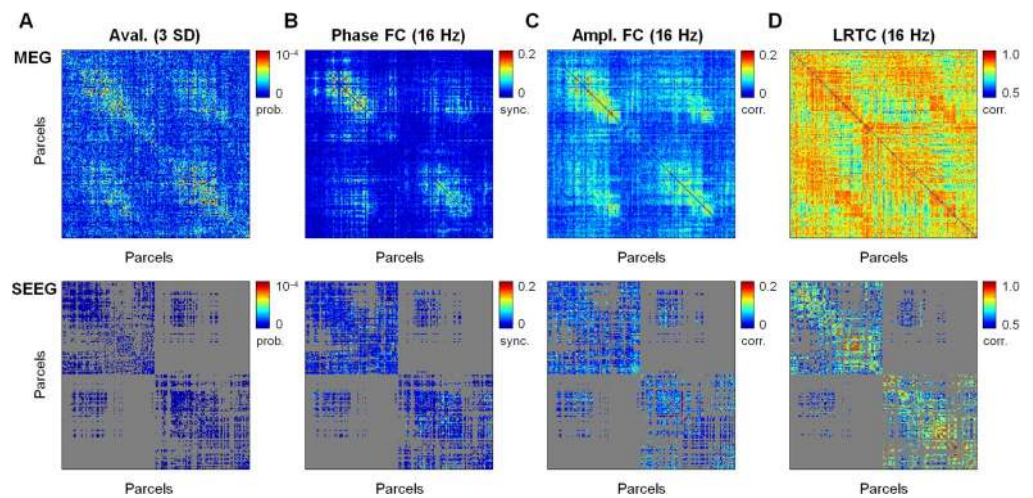 A
Aval. (3 SD)
B
Phase FC (16 Hz)
C
Ampl. FC (16 Hz)
D
LRTC (16 Hz)
MEG
Parcels
10⁻⁴
0
prob.
0.2
0
sync.
0.2
0
corr.
1.0
0.5
corr.
Parcels
Parcels
Parcels
Parcels
SEEG
Parcels
10⁻⁴
0
prob.
0.2
0
sync.
0.2
0
corr.
1.0
0.5
corr.
Parcels
Parcels
Parcels
Parcels